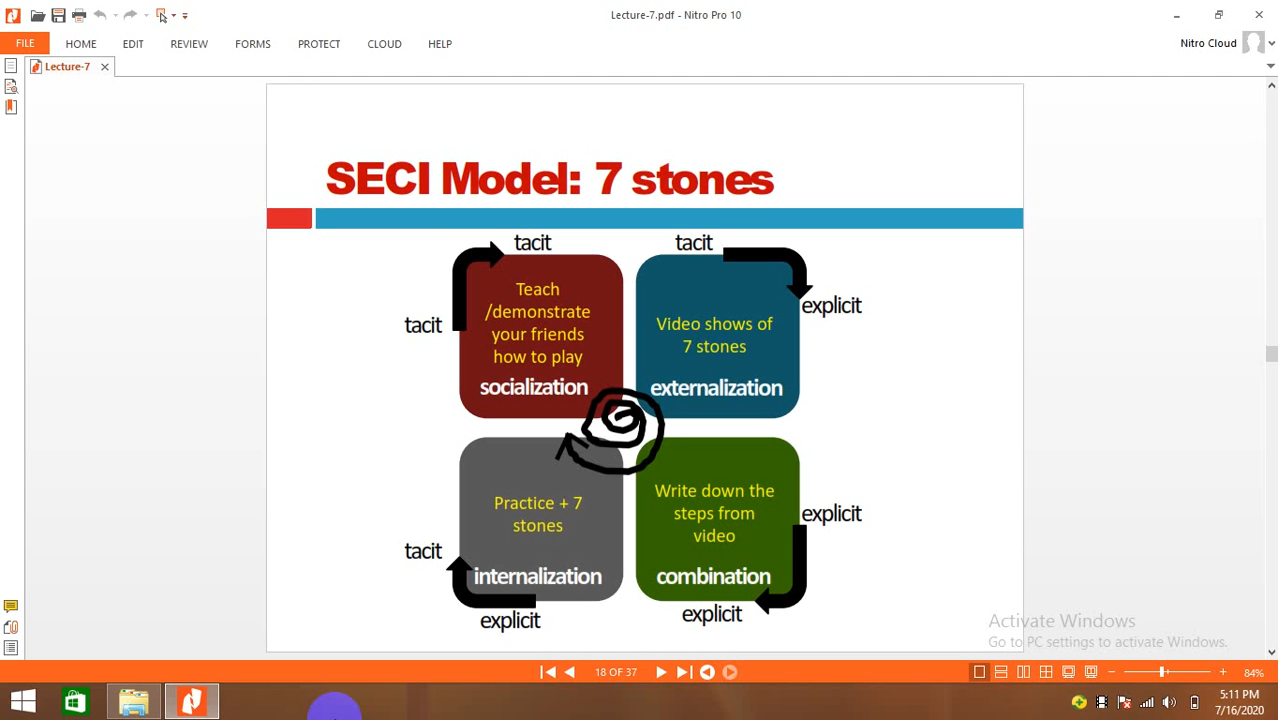 Lecture-7.pdf - Nitro Pro 10
FILE HOME EDIT REVIEW FORMS PROTECT CLOUD HELP
Nitro Cloud
Lecture-7
SECI Model: 7 stones
tacit
tacit
Teach
/demonstrate
your friends
how to play
socialization
tacit
explicit
Video shows of
7 stones
externalization
Practice + 7
stones
internalization
tacit
explicit
Write down the
steps from
video
combination
explicit
explicit
Activate Windows
Go to PC settings to activate Windows.
18 OF 37
84%
5:11 PM
7/16/2020